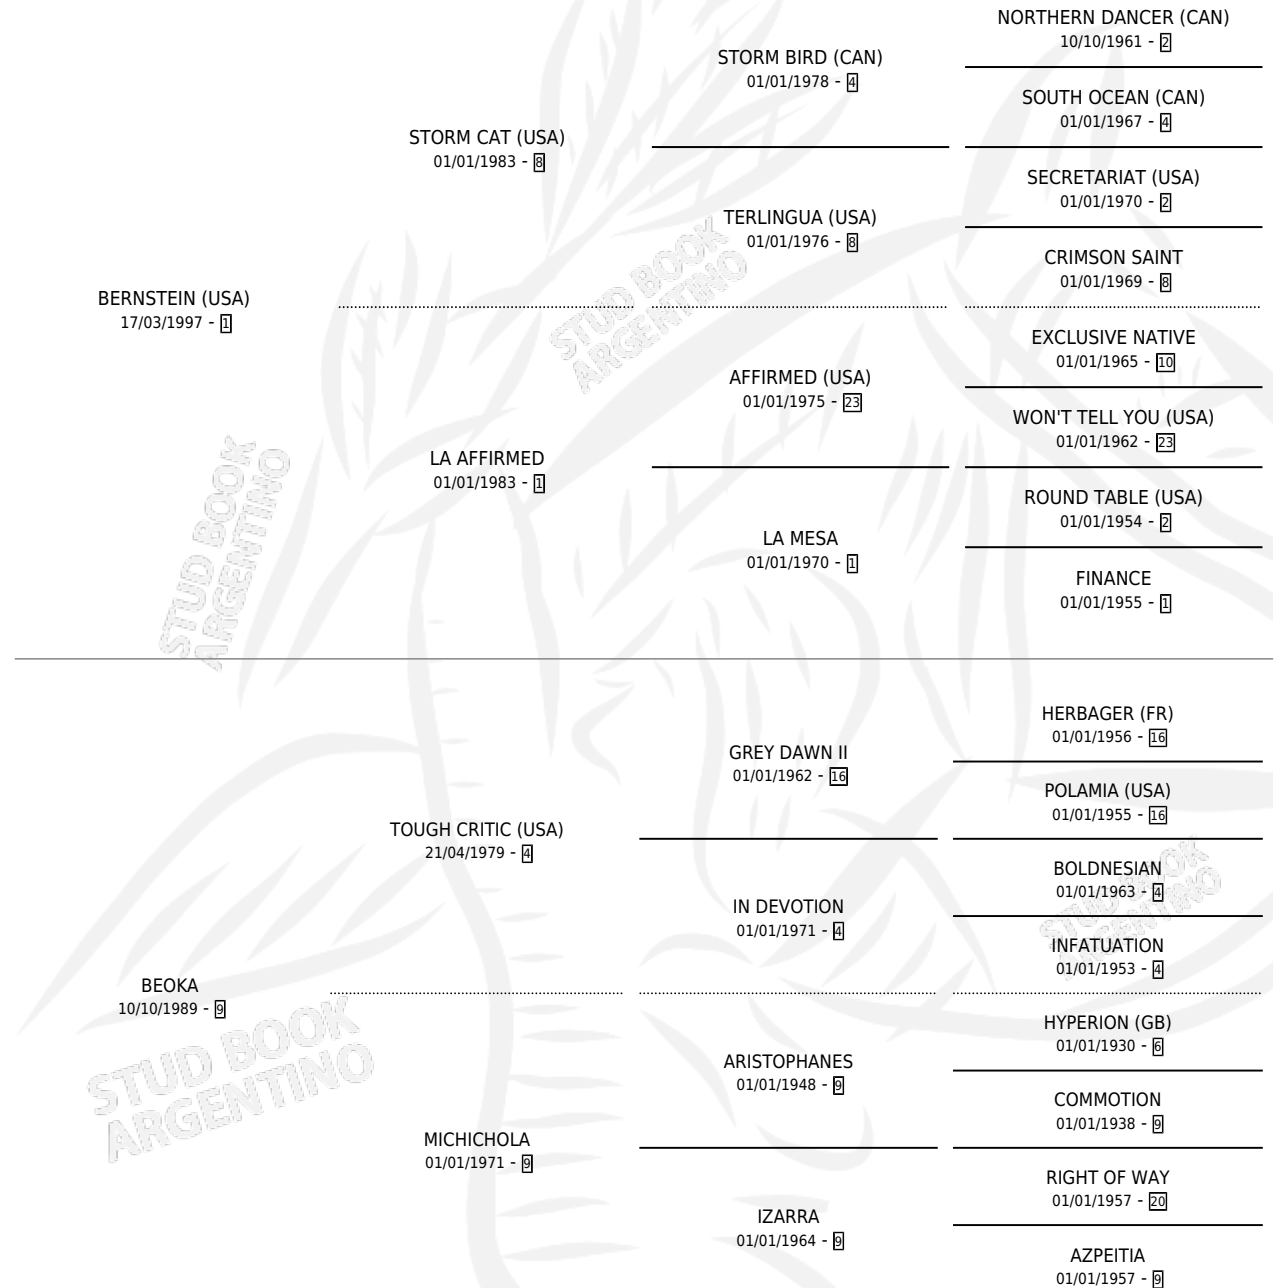 NORTHERN DANCER (CAN)
10/10/1961 - 2
STORM BIRD (CAN)
01/01/1978 - 4
SOUTH OCEAN (CAN)
01/01/1967 - 4
STORM CAT (USA)
01/01/1983 - 8
SECRETARIAT (USA)
01/01/1970 - 2
TERLINGUA (USA)
01/01/1976 - 8
CRIMSON SAINT
01/01/1969 - 8
BERNSTEIN (USA)
17/03/1997 - 1
EXCLUSIVE NATIVE
01/01/1965 - 10
AFFIRMED (USA)
01/01/1975 - 23
WON'T TELL YOU (USA)
01/01/1962 - 23
LA AFFIRMED
01/01/1983 - 1
ROUND TABLE (USA)
01/01/1954 - 2
LA MESA
01/01/1970 - 1
FINANCE
01/01/1955 - 1
HERBAGER (FR)
01/01/1956 - 16
GREY DAWN II
01/01/1962 - 16
POLAMIA (USA)
01/01/1955 - 16
TOUGH CRITIC (USA)
21/04/1979 - 4
BOLDNESIAN
01/01/1963 - 4
IN DEVOTION
01/01/1971 - 4
INFATUATION
01/01/1953 - 4
BEOKA
10/10/1989 - 9
HYPERION (GB)
01/01/1930 - 6
ARISTOPHANES
01/01/1948 - 9
COMMOTION
01/01/1938 - 9
MICHICHOLA
01/01/1971 - 9
RIGHT OF WAY
01/01/1957 - 20
IZARRA
01/01/1964 - 9
AZPEITIA
01/01/1957 - 9
STUD BOOK
ARGENTINO
STUD BOOK
ARGENTINO
STUD BOOK
ARGENTINO
STUD BOOK
ARGENTINO